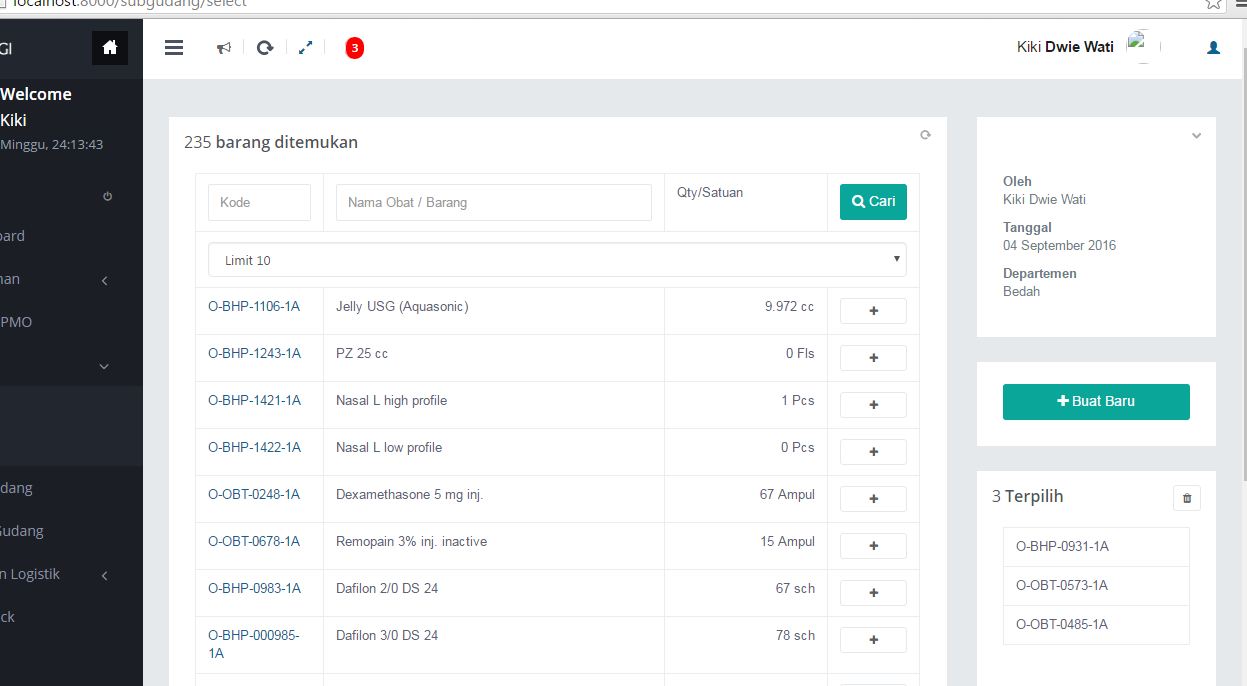 localhost:8000/subgudang/select
GI
3
Kiki Dwie Wati
Welcome
Kiki
Minggu, 24:13:43
oard
PMO
dang
Gudang
n Logistik
ck
235 barang ditemukan
Kode
Nama Obat / Barang
Qty/Satuan
Cari
Limit 10
O-BHP-1106-1A Jelly USG (Aquasonic) 9.972 cc
O-BHP-1243-1A PZ 25 cc 0 Fls
O-BHP-1421-1A Nasal L high profile 1 Pcs
O-BHP-1422-1A Nasal L low profile 0 Pcs
O-OBT-0248-1A Dexamethasone 5 mg inj. 67 Ampul
O-OBT-0678-1A Remopain 3% inj. inactive 15 Ampul
O-BHP-0983-1A Dafilon 2/0 DS 24 67 sch
O-BHP-000985-1A Dafilon 3/0 DS 24 78 sch
Oleh
Kiki Dwie Wati
Tanggal
04 September 2016
Departemen
Bedah
Buat Baru
3 Terpilih
O-BHP-0931-1A
O-OBT-0573-1A
O-OBT-0485-1A